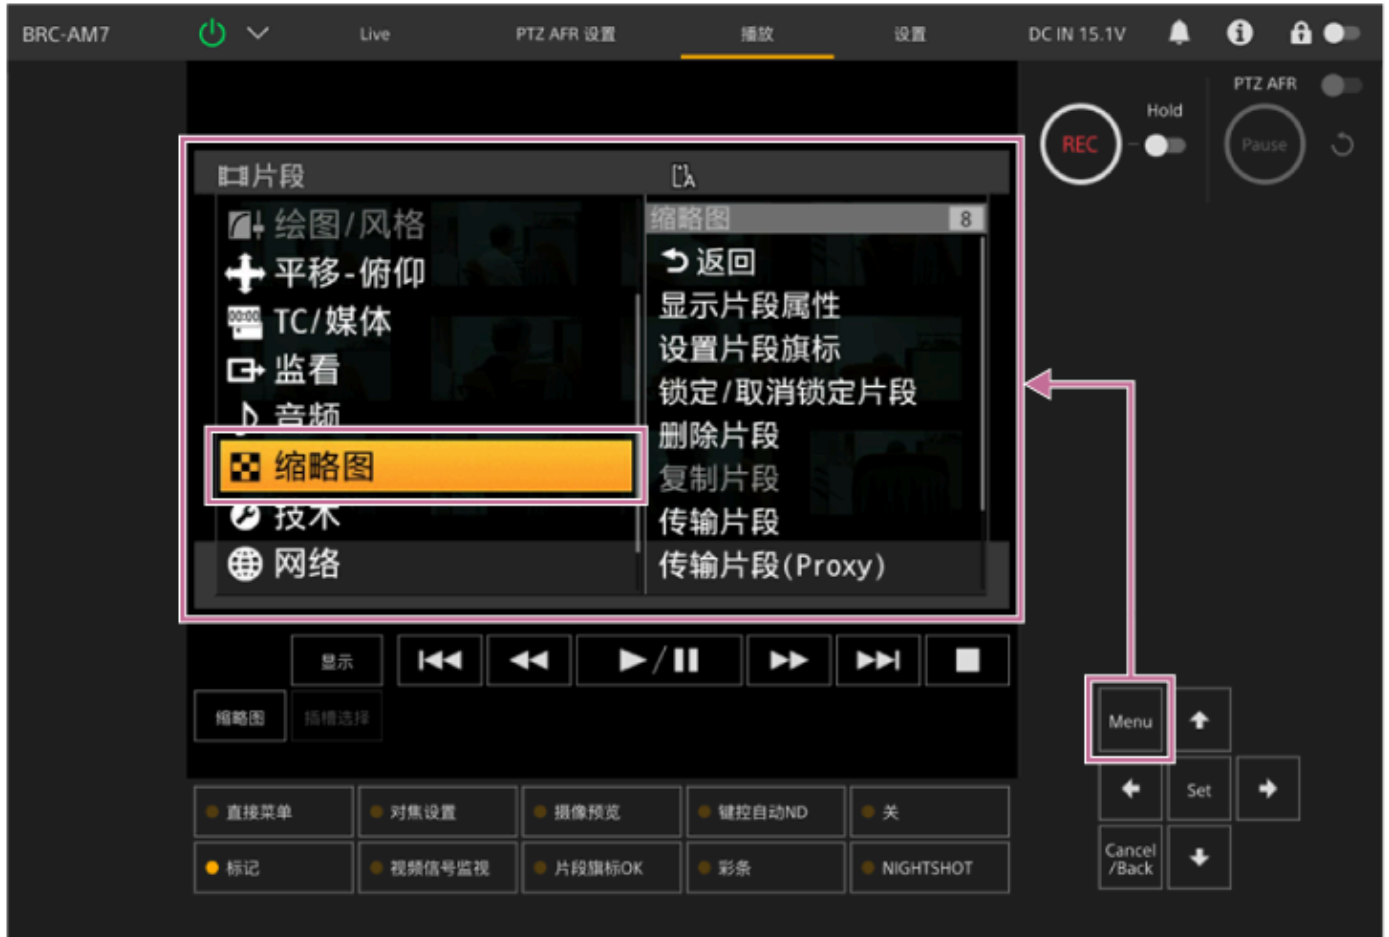 BRC-AM7
Live
PTZ AFR 设置
播放
设置
DC IN 15.1V
PTZ AFR
Hold
REC
Pause
片段
A
绘图/风格
平移-俯仰
00:00
TC/媒体
监看
音频
缩略图
技术
网络
缩略图 8
返回
显示片段属性
设置片段旗标
锁定/取消锁定片段
删除片段
复制片段
传输片段
传输片段(Proxy)
显示
缩略图
插槽选择
Menu
Set
Cancel
/Back
直接菜单
对焦设置
摄像预览
键控自动ND
关
标记
视频信号监视
片段旗标OK
彩条
NIGHTSHOT